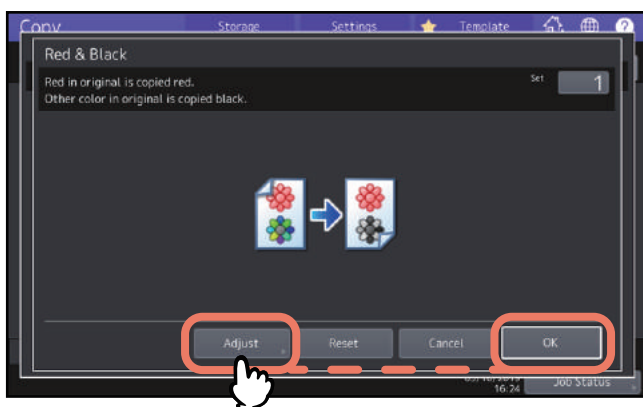 Copy Storage Settings Template
Red & Black
Red in original is copied red.
Other color in original is copied black.
Set 1
Adjust Reset Cancel OK
16:24 Job Status